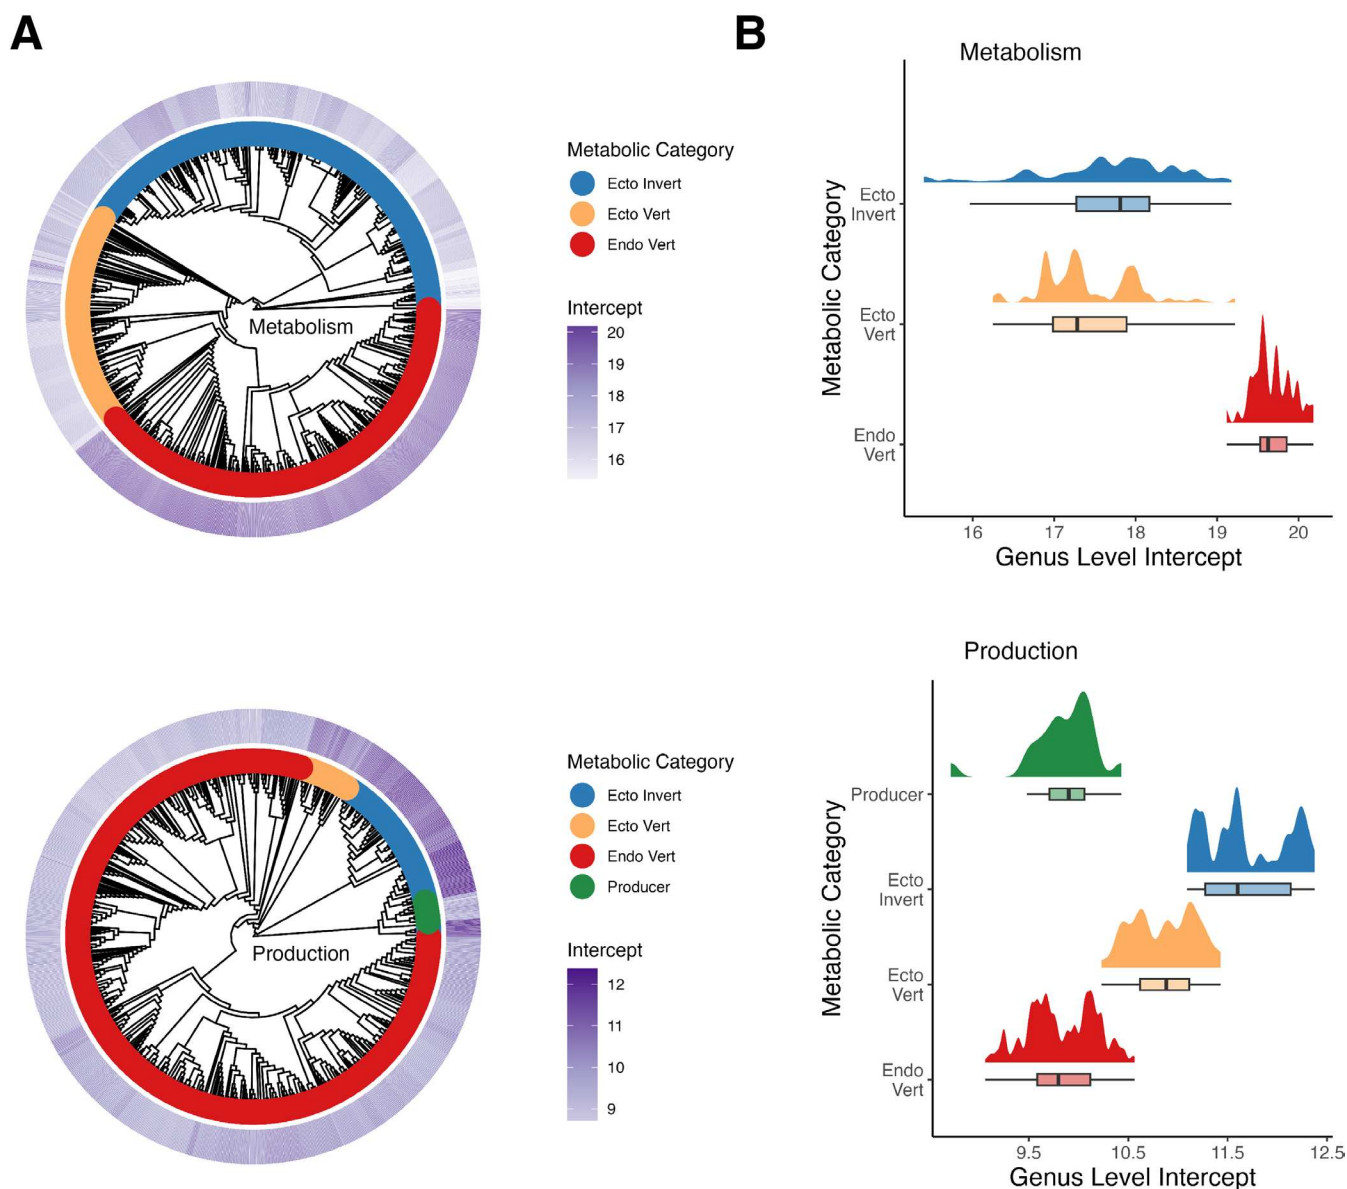 A
Metabolism
Metabolic Category
Ecto Invert
Ecto Vert
Endo Vert
Intercept
20
19
18
17
16
B
Metabolism
Metabolic Category
Ecto
Invert
Ecto
Vert
Endo
Vert
16 17 18 19 20
Genus Level Intercept
Production
Metabolic Category
Ecto Invert
Ecto Vert
Endo Vert
Producer
Intercept
12
11
10
9
Production
Metabolic Category
Producer
Ecto
Invert
Ecto
Vert
Endo
Vert
9.5 10.5 11.5 12.5
Genus Level Intercept